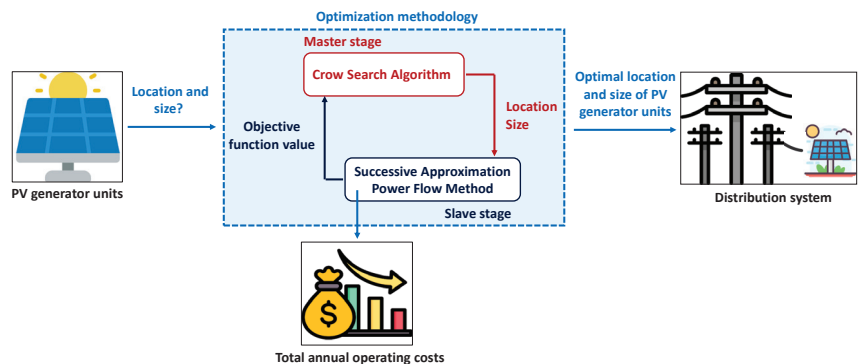 Optimization methodology
Master stage
Crow Search Algorithm
Location and
size?
Objective
function value
Location
Size
Optimal location
and size of PV
generator units
Successive Approximation
Power Flow Method
Slave stage
PV generator units
Distribution system
$
Total annual operating costs